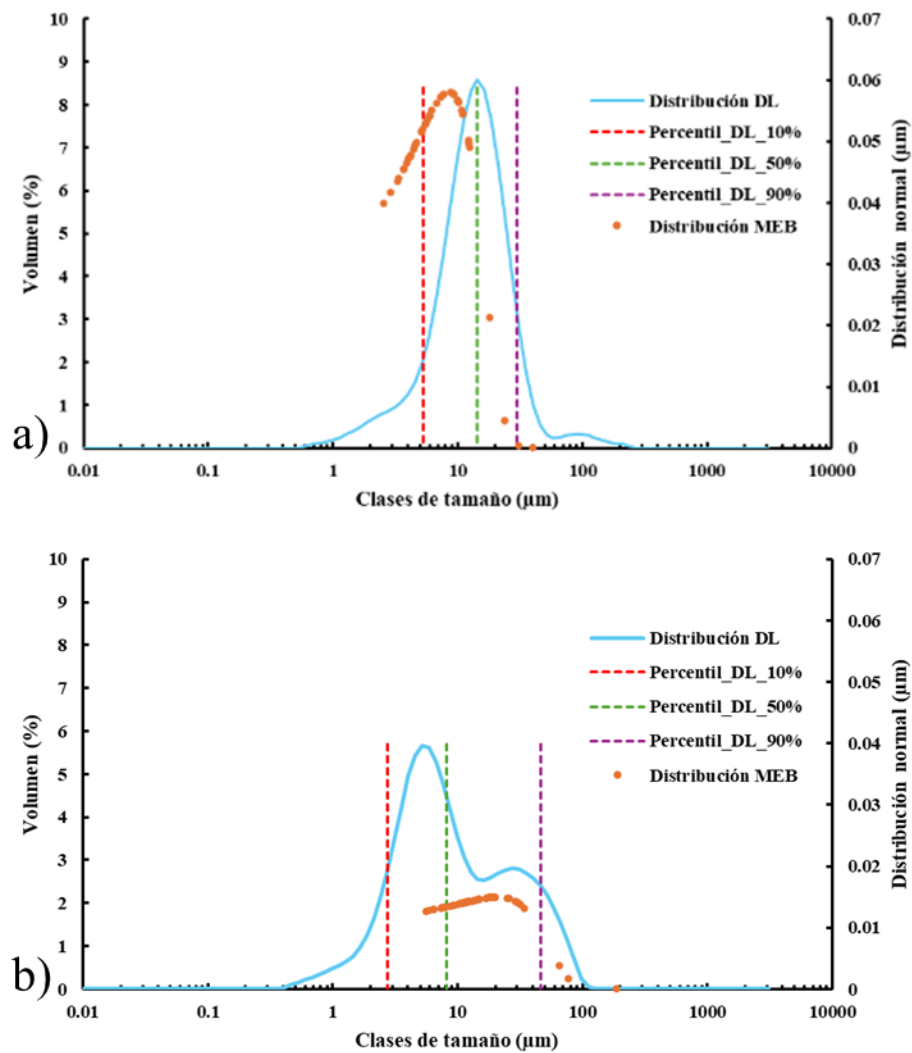 10
9
8
7
6
5
4
3
2
1
0
Volumen (%)
0.07
0.06
0.05
0.04
0.03
0.02
0.01
0
Distribución normal (µm)
Distribución DL
Percentil_DL_10%
Percentil_DL_50%
Percentil_DL_90%
Distribución MEB
a)
0.01 0.1 1 10 100 1000 10000
Clases de tamaño (µm)
10
9
8
7
6
5
4
3
2
1
0
Volumen (%)
0.07
0.06
0.05
0.04
0.03
0.02
0.01
0
Distribución normal (µm)
Distribución DL
Percentil_DL_10%
Percentil_DL_50%
Percentil_DL_90%
Distribución MEB
b)
0.01 0.1 1 10 100 1000 10000
Clases de tamaño (µm)